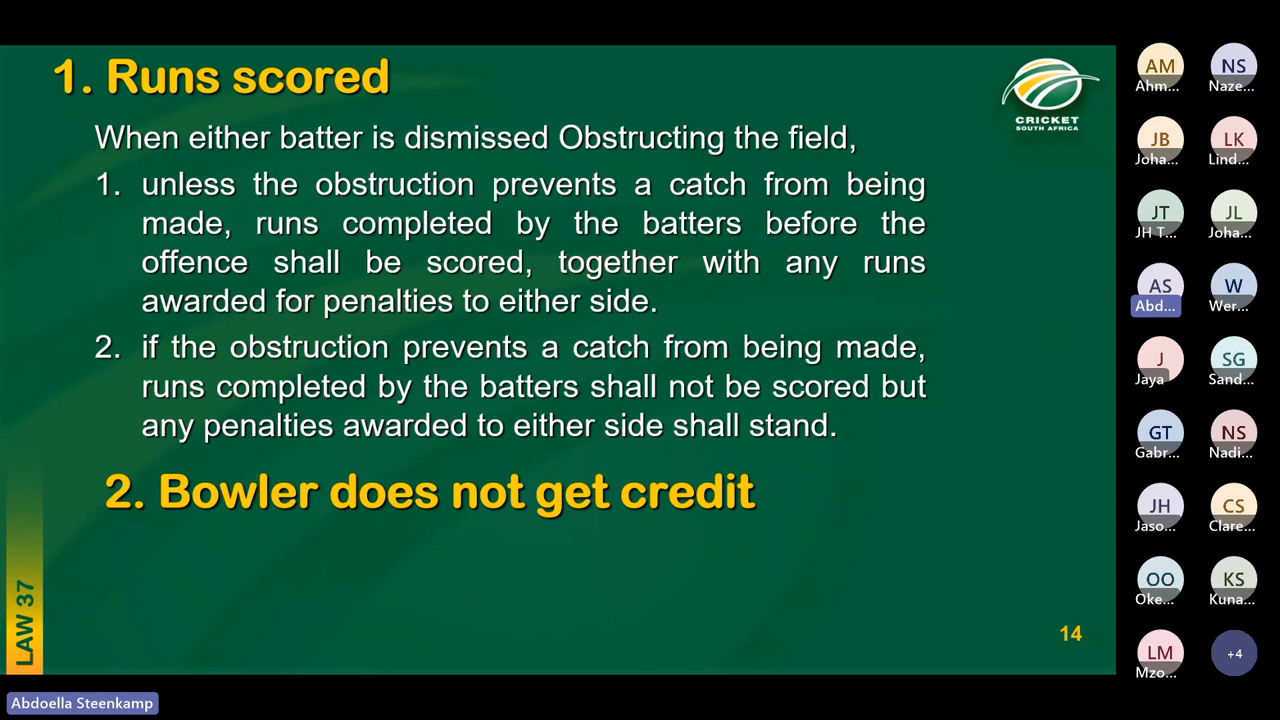 1. Runs scored
When either batter is dismissed Obstructing the field,
1. unless the obstruction prevents a catch from being
made, runs completed by the batters before the
offence shall be scored, together with any runs
awarded for penalties to either side.
2. if the obstruction prevents a catch from being made,
runs completed by the batters shall not be scored but
any penalties awarded to either side shall stand.
2. Bowler does not get credit
LAW 37
14
CRICKET
SOUTH AFRICA
AM
Ahm...
NS
Naze...
JB
Joha...
LK
Lind...
JT
JH T...
JL
Joha...
AS
Abd...
W
Wer...
J
Jaya
SG
Sand...
GT
Gabr...
NS
Nadi...
JH
Jaso...
CS
Clare...
OO
Oke...
KS
Kuna...
LM
Mzo...
+4
Abdoella Steenkamp